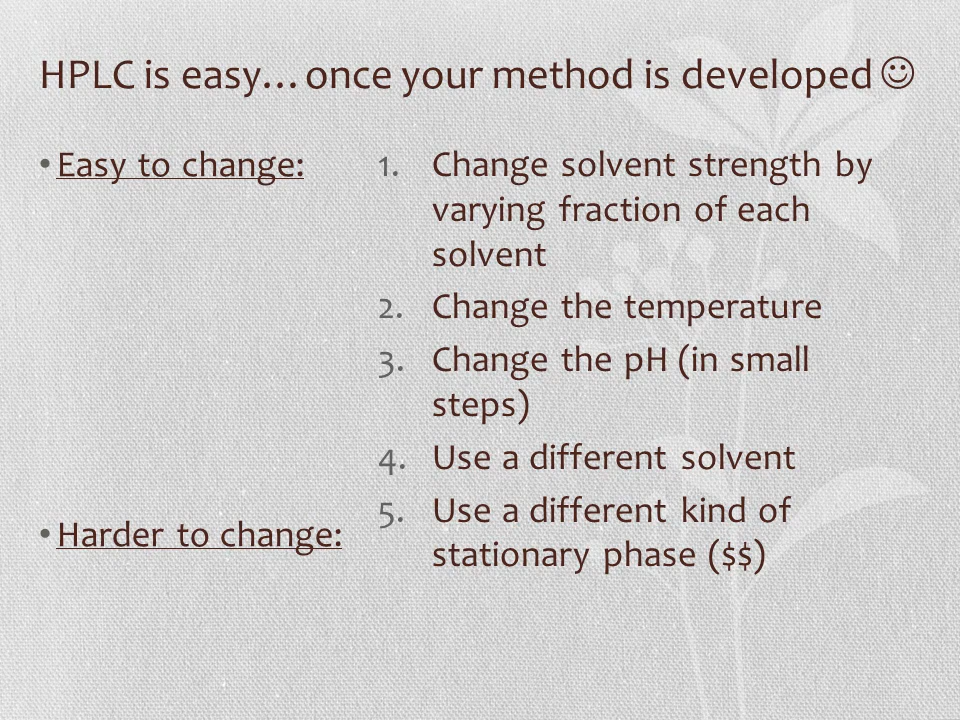 HPLC is easy... once your method is developed ☺
• Easy to change:
1. Change solvent strength by
varying fraction of each
solvent
2. Change the temperature
3. Change the pH (in small
steps)
4. Use a different solvent
• Harder to change:
5. Use a different kind of
stationary phase ($$)